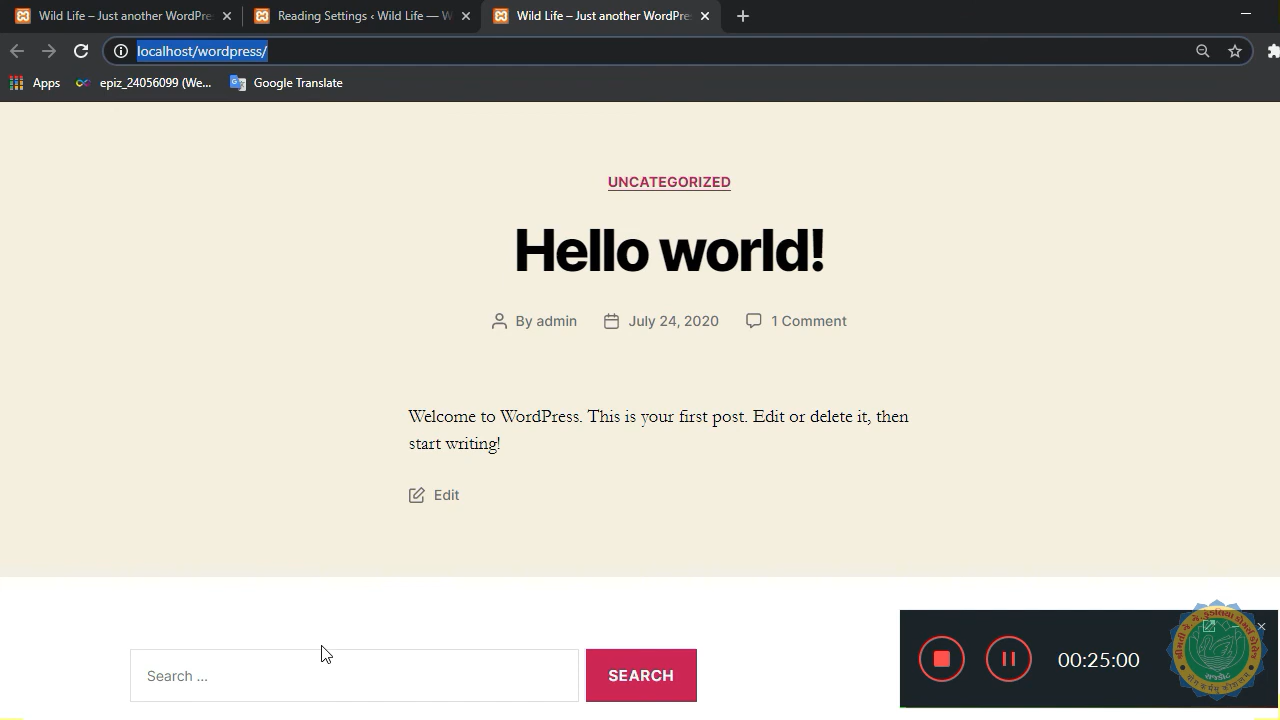 Wild Life – Just another WordPre
Reading Settings ‹ Wild Life — W
Wild Life – Just another WordPre
localhost/wordpress/
Apps
epiz_24056099 (We...
Google Translate
UNCATEGORIZED
Hello world!
By admin
July 24, 2020
1 Comment
Welcome to WordPress. This is your first post. Edit or delete it, then
start writing!
Edit
Search ...
SEARCH
00:25:00